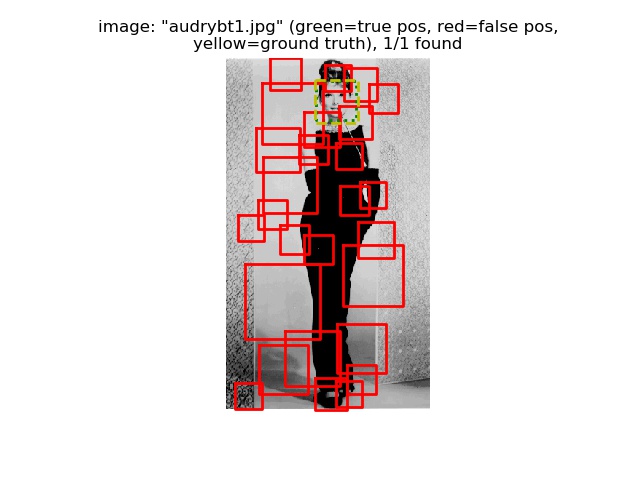 image: "audrybt1.jpg" (green=true pos, red=false pos,
yellow=ground truth), 1/1 found